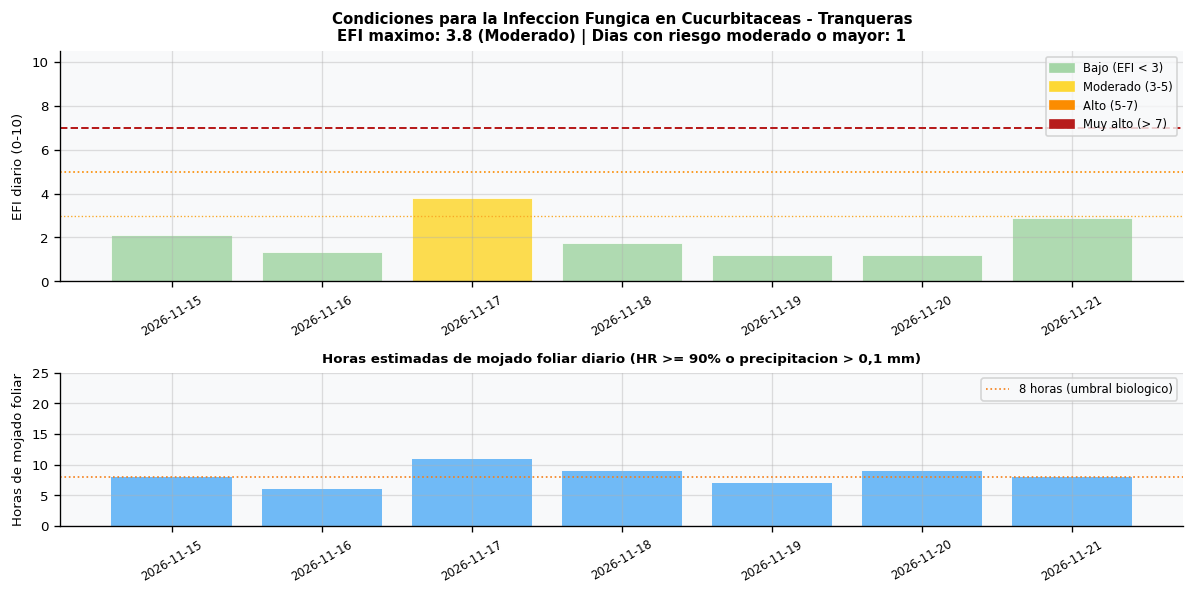 Condiciones para la Infeccion Fungica en Cucurbitaceas - Tranqueras
EFI maximo: 3.8 (Moderado) | Dias con riesgo moderado o mayor: 1
EFI diario (0-10)
10
8
6
4
2
0
Bajo (EFI < 3)
Moderado (3-5)
Alto (5-7)
Muy alto (> 7)
2026-11-15
2026-11-16
2026-11-17
2026-11-18
2026-11-19
2026-11-20
2026-11-21
Horas estimadas de mojado foliar diario (HR >= 90% o precipitacion > 0,1 mm)
Horas de mojado foliar
25
20
15
10
5
0
8 horas (umbral biologico)
2026-11-15
2026-11-16
2026-11-17
2026-11-18
2026-11-19
2026-11-20
2026-11-21